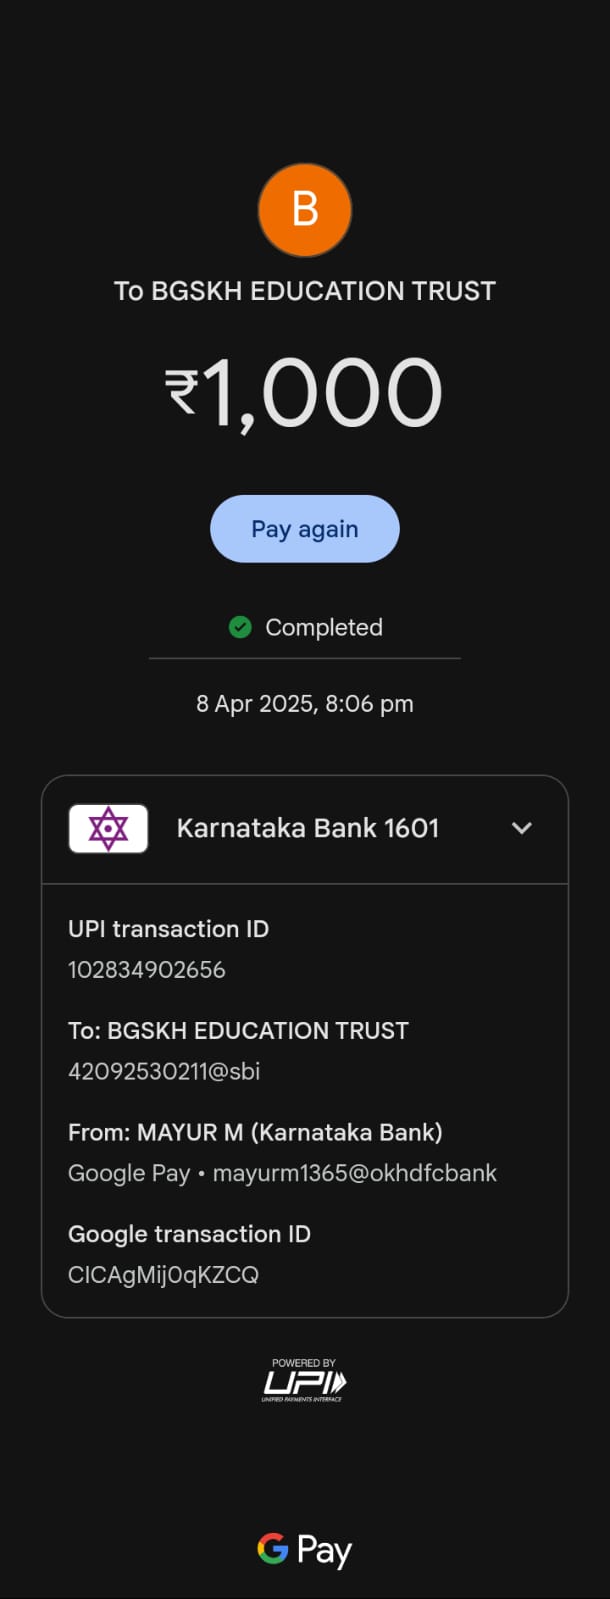 B
To BGSKH EDUCATION TRUST
₹1,000
Pay again
Completed
8 Apr 2025, 8:06 pm
Karnataka Bank 1601
UPI transaction ID
102834902656
To: BGSKH EDUCATION TRUST
42092530211@sbi
From: MAYUR M (Karnataka Bank)
Google Pay • mayurm1365@okhdfcbank
Google transaction ID
CICAgMij0qKZCQ
POWERED BY
UPI
UNIFIED PAYMENTS INTERFACE
G Pay